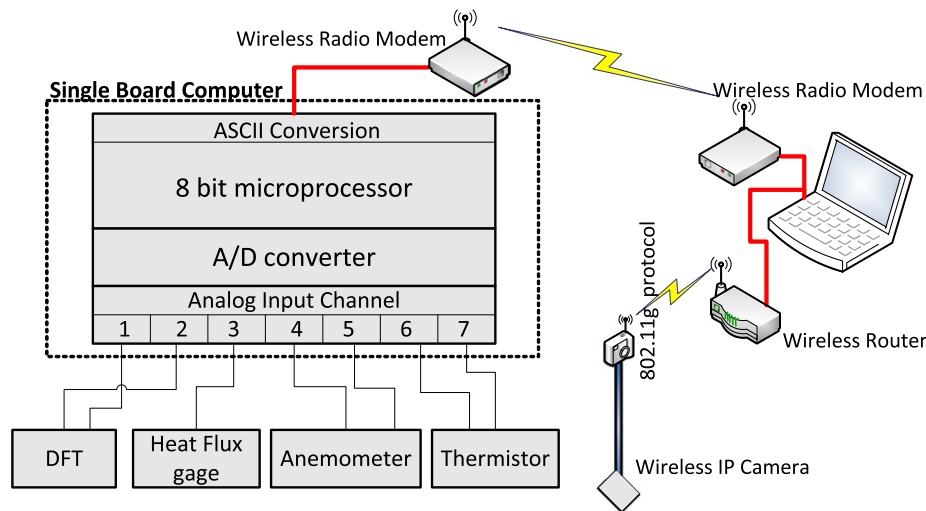 Wireless Radio Modem
Single Board Computer
Wireless Radio Modem
ASCII Conversion
8 bit microprocessor
A/D converter
Analog Input Channel
1 2 3 4 5 6 7
802.11g protocol
Wireless Router
DFT
Heat Flux
gage
Anemometer
Thermistor
Wireless IP Camera